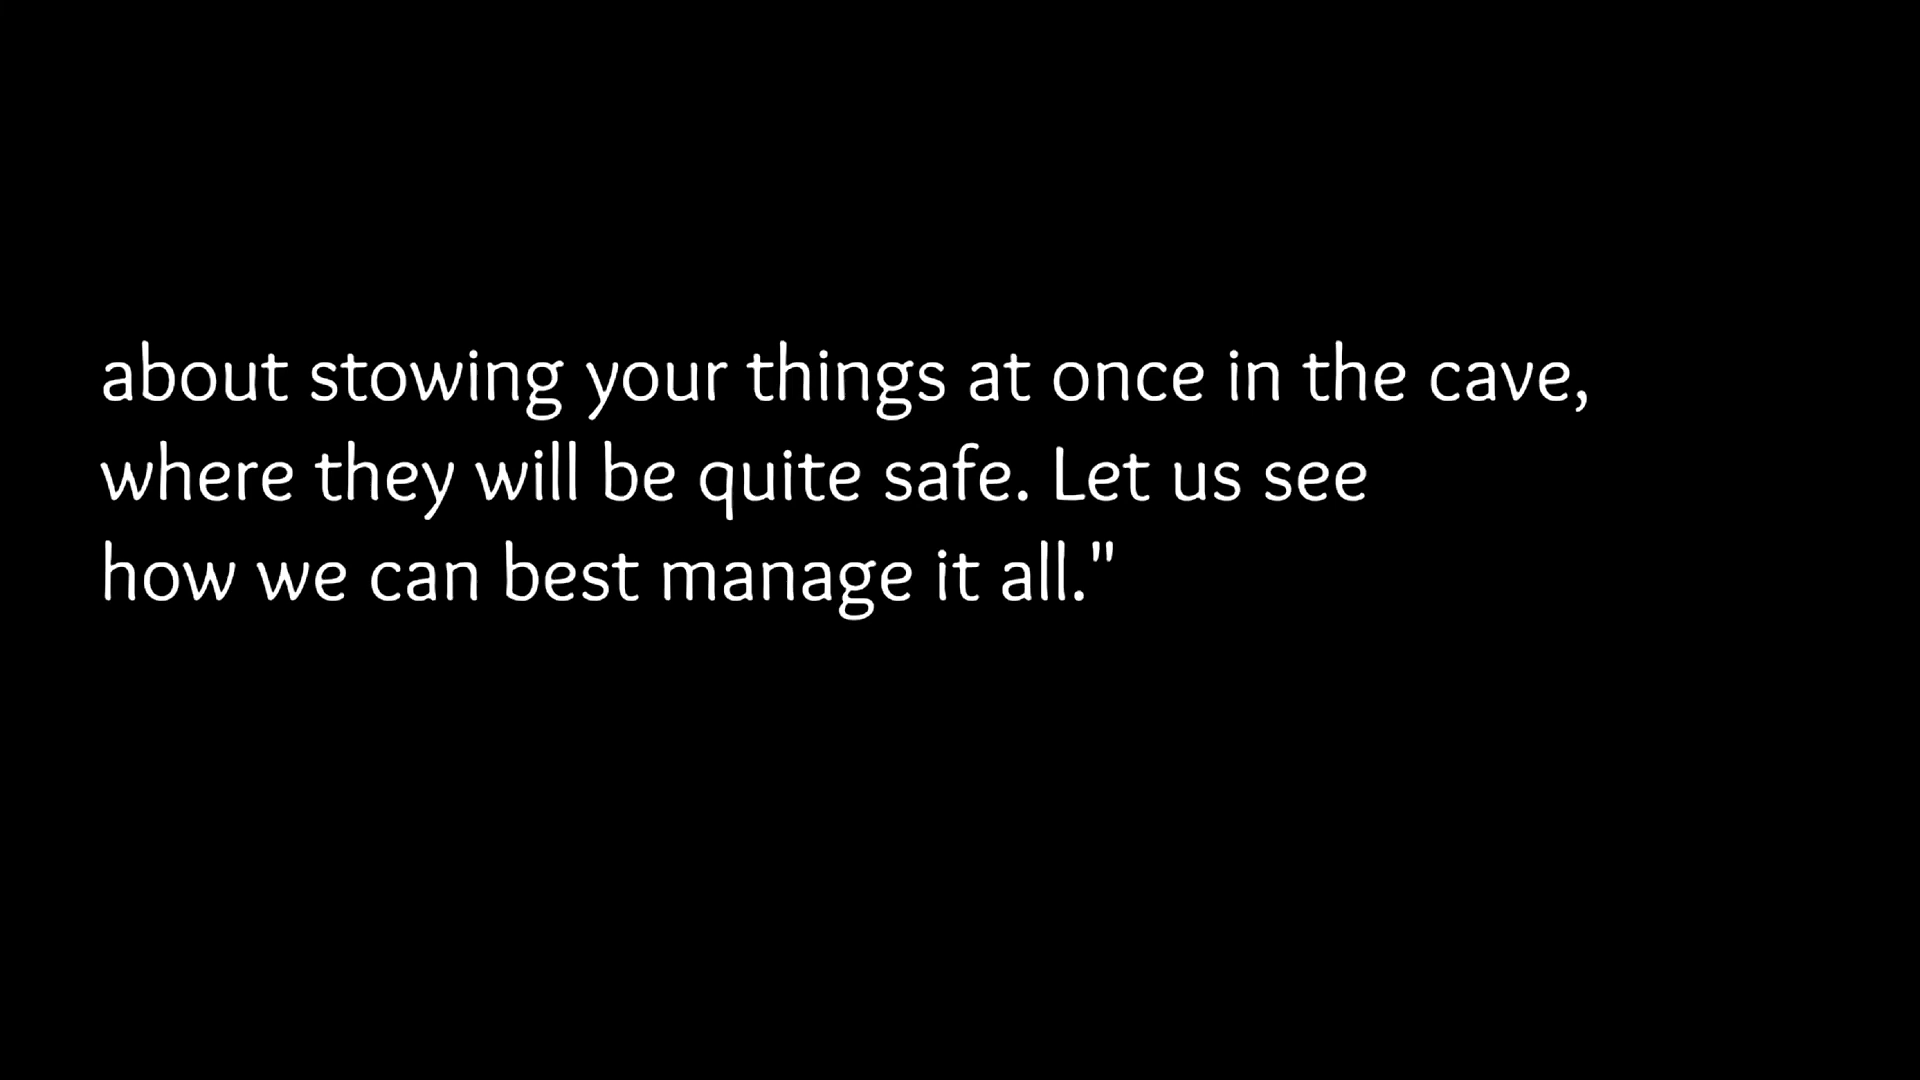 about stowing your things at once in the cave,
where they will be quite safe. Let us see
how we can best manage it all."